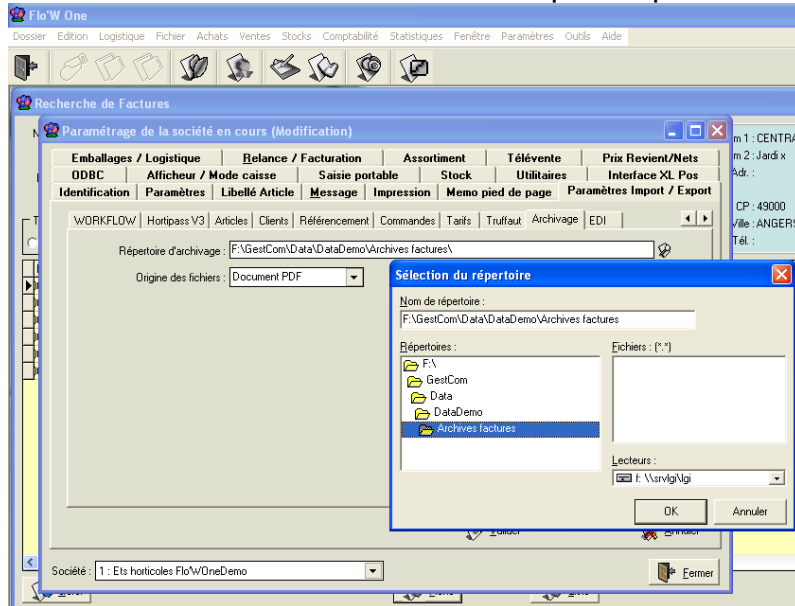 Flo'W One
Dossier Edition Logistique Fichier Achats Ventes Stocks Comptabilité Statistiques Fenêtre Paramètres Outils Aide
Recherche de Factures
Paramétrage de la société en cours (Modification)
Emballages / Logistique Relance / Facturation Assortiment Télévente Prix Revient/Nets
ODBC Afficheur / Mode caisse Saisie portable Stock Utilitaires Interface XL Pos
Identification Paramètres Libellé Article Message Impression Memo pied de page Paramètres Import / Export
WORKFLOW Hortipass V3 Articles Clients Référencement Commandes Tarifs Truffaut Archivage EDI
Répertoire d'archivage : F:\GestCom\Data\DataDemo\Archives factures\
Origine des fichiers : Document PDF
m 1 : CENTRA
m 2 : Jardi x
Adr. :
CP : 49000
Ville : ANGERS
Tél. :
Sélection du répertoire
Nom de répertoire :
F:\GestCom\Data\DataDemo\Archives factures
Répertoires :
Fichiers : (*.*)
F:\
GestCom
Data
DataDemo
Archives factures
Lecteurs :
f: \\srvlgi\lgi
OK Annuler
Société : 1 : Ets horticoles Flo'WOneDemo
Fermer